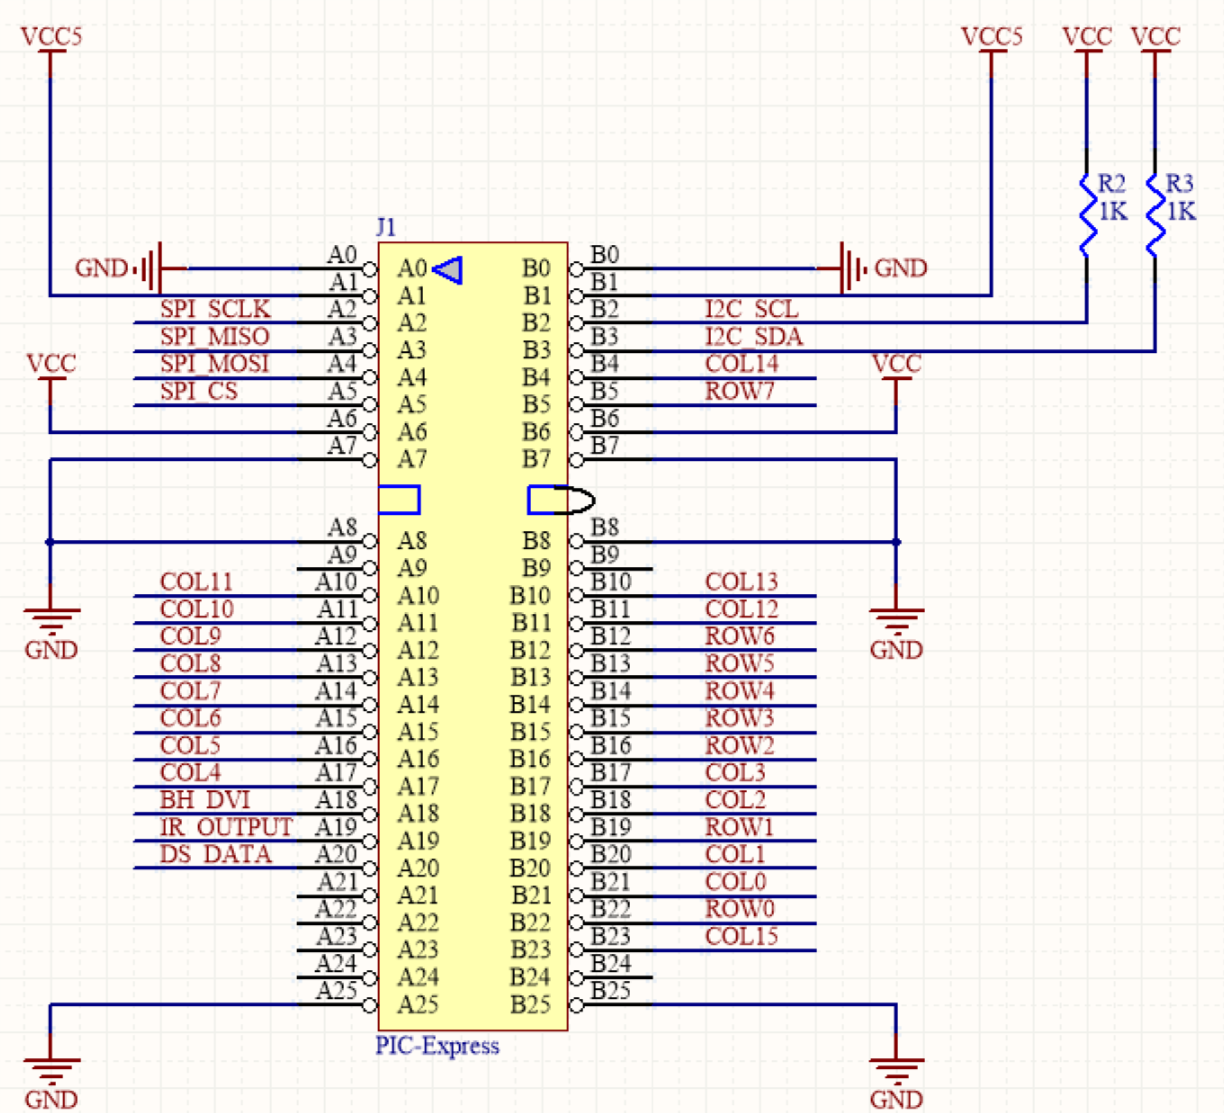 VCC5 VCC5 VCC VCC
R2 R3
1K 1K
J1
A0 B0
GND A0 B0 GND
A1 B1
A1 B1
SPI_SCLK A2 B2 I2C_SCL
A2 B2
SPI_MISO A3 B3 I2C_SDA
A3 B3
VCC SPI_MOSI A4 B4 COL14 VCC
A4 B4
SPI_CS A5 B5 ROW7
A5 B5
A6 B6
A6 B6
A7 B7
A7 B7
A8 B8
A8 B8
A9 B9
A9 B9
COL11 A10 B10 COL13
A10 B10
COL10 A11 B11 COL12
A11 B11
COL9 A12 B12 ROW6
GND A12 B12 GND
COL8 A13 B13 ROW5
A13 B13
COL7 A14 B14 ROW4
A14 B14
COL6 A15 B15 ROW3
A15 B15
COL5 A16 B16 ROW2
A16 B16
COL4 A17 B17 COL3
A17 B17
BH_DVI A18 B18 COL2
A18 B18
IR_OUTPUT A19 B19 ROW1
A19 B19
DS_DATA A20 B20 COL1
A20 B20
A21 B21 COL0
A21 B21
A22 B22 ROW0
A22 B22
A23 B23 COL15
A23 B23
A24 B24
A24 B24
A25 B25
A25 B25
PIC-Express
GND GND